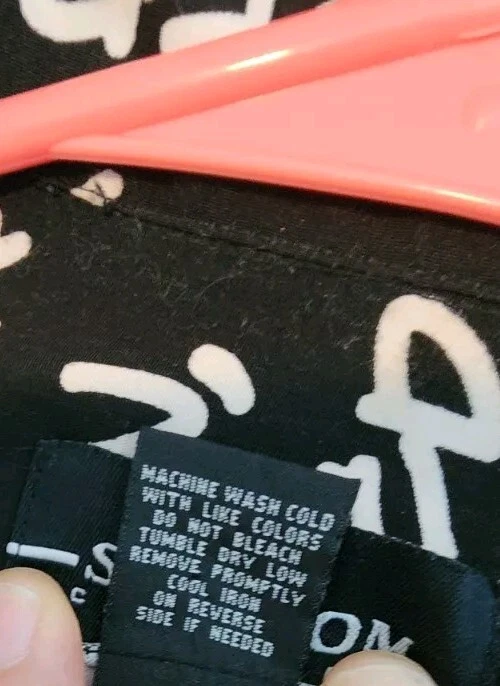 MACHINE WASH COLD
WITH LIKE COLORS
DO NOT BLEACH
TUMBLE DRY LOW
REMOVE PROMPTLY
COOL IRON
ON REVERSE
SIDE IF NEEDED